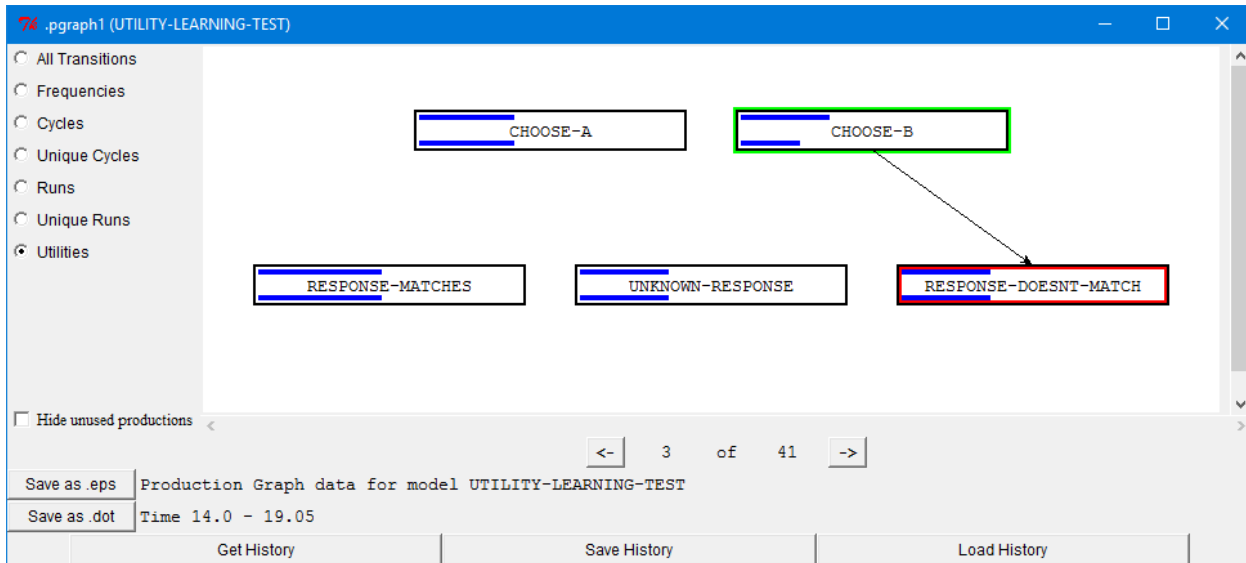 .pgraph1 (UTILITY-LEARNING-TEST)
All Transitions
Frequencies
Cycles
Unique Cycles
Runs
Unique Runs
Utilities
CHOOSE-A CHOOSE-B
RESPONSE-MATCHES UNKNOWN-RESPONSE RESPONSE-DOESNT-MATCH
Hide unused productions
<- 3 of 41 ->
Save as .eps Production Graph data for model UTILITY-LEARNING-TEST
Save as .dot Time 14.0 - 19.05
Get History Save History Load History